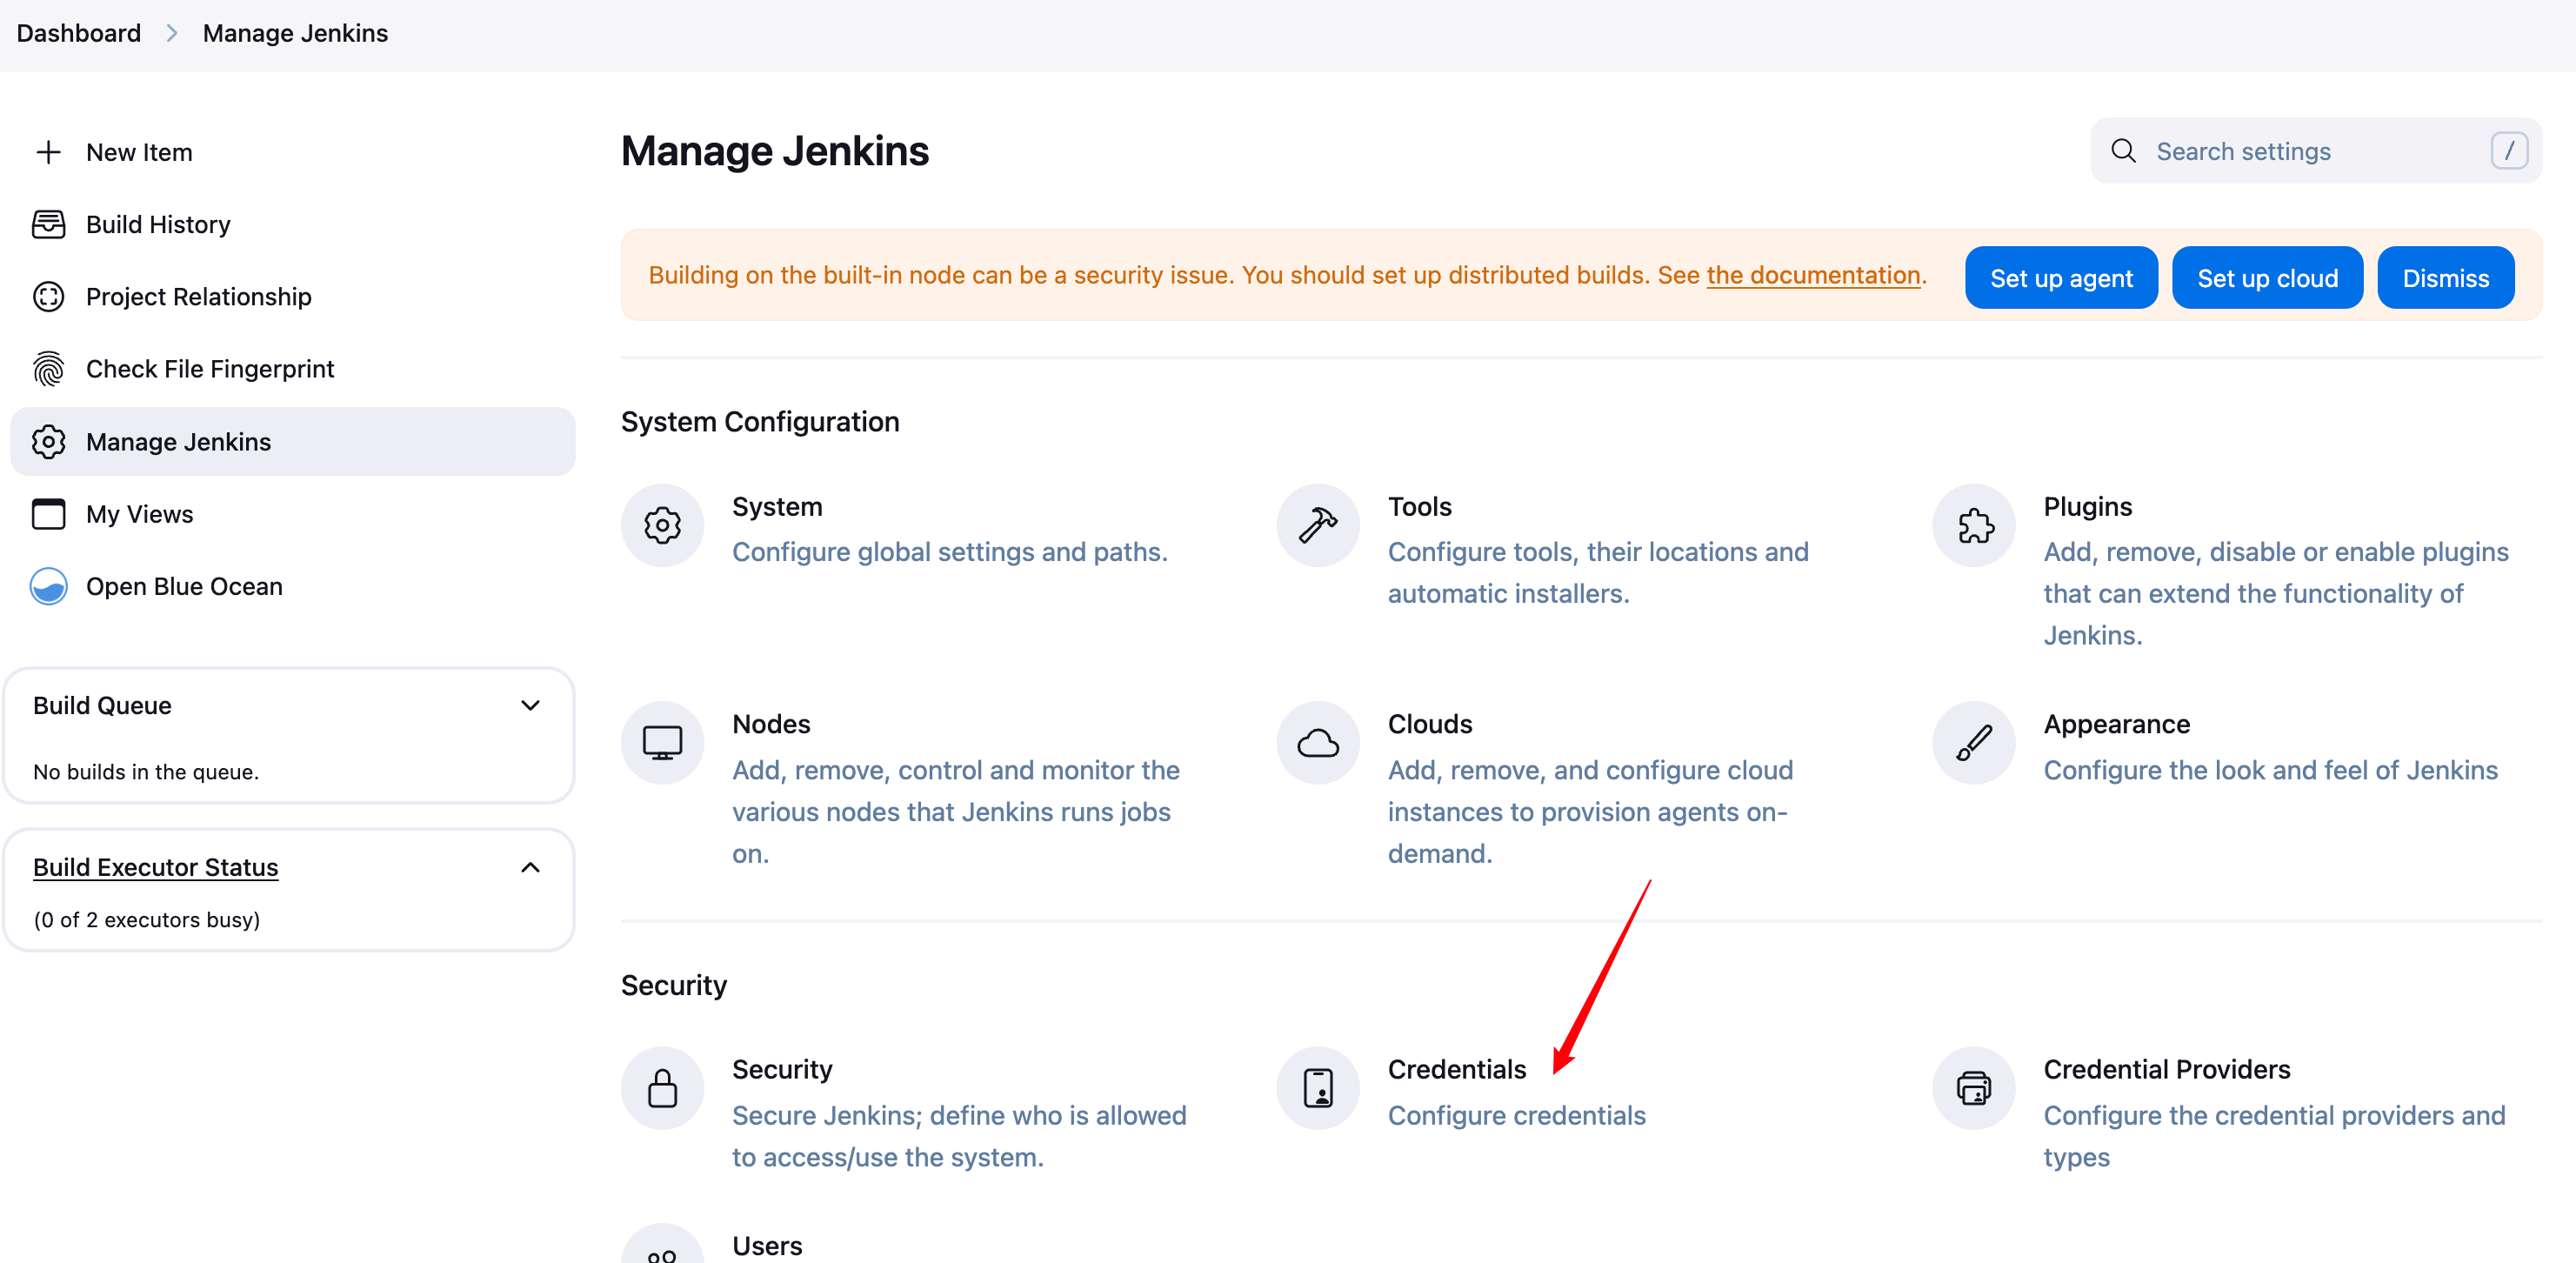 Dashboard > Manage Jenkins
New Item
Build History
Project Relationship
Check File Fingerprint
Manage Jenkins
My Views
Open Blue Ocean
Build Queue
No builds in the queue.
Build Executor Status
(0 of 2 executors busy)
Manage Jenkins
Search settings /
Building on the built-in node can be a security issue. You should set up distributed builds. See the documentation.
Set up agent
Set up cloud
Dismiss
System Configuration
System
Configure global settings and paths.
Tools
Configure tools, their locations and
automatic installers.
Plugins
Add, remove, disable or enable plugins
that can extend the functionality of
Jenkins.
Nodes
Add, remove, control and monitor the
various nodes that Jenkins runs jobs
on.
Clouds
Add, remove, and configure cloud
instances to provision agents on-
demand.
Appearance
Configure the look and feel of Jenkins
Security
Security
Secure Jenkins; define who is allowed
to access/use the system.
Credentials
Configure credentials
Credential Providers
Configure the credential providers and
types
Users